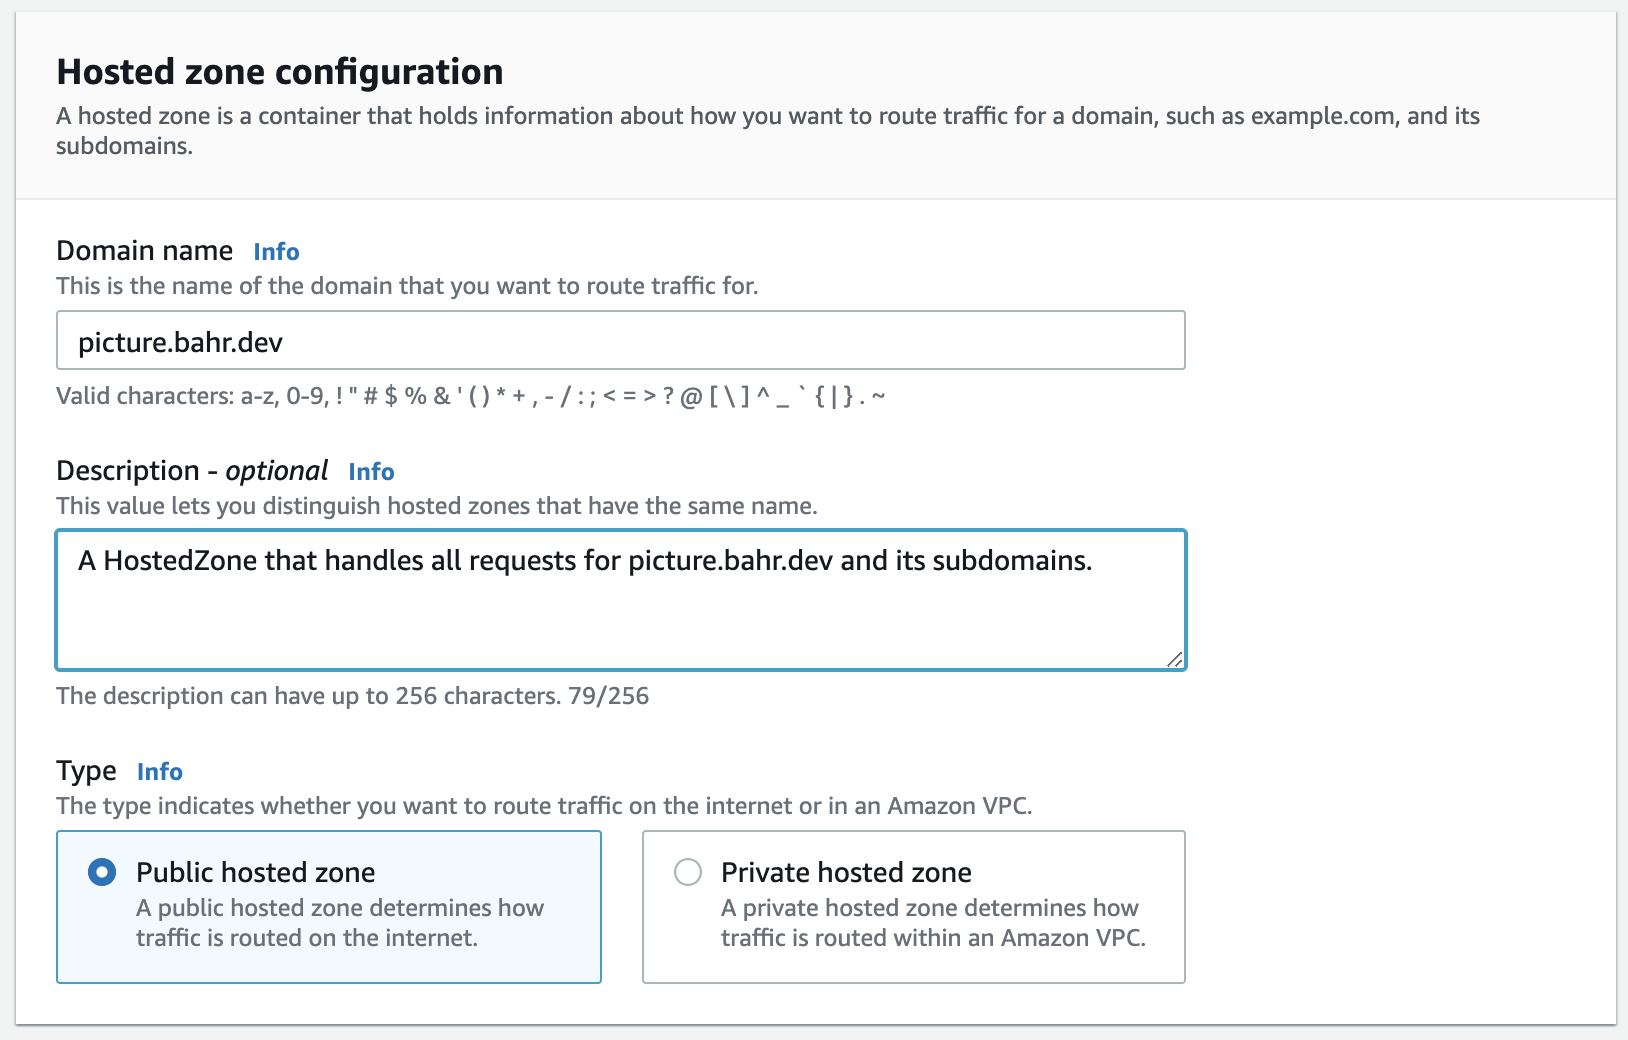 Hosted zone configuration
A hosted zone is a container that holds information about how you want to route traffic for a domain, such as example.com, and its
subdomains.
Domain name Info
This is the name of the domain that you want to route traffic for.
picture.bahr.dev
Valid characters: a-z, 0-9, ! " # $ % & ' ( ) * + , - / : ; < = > ? @ [ \ ] ^ _ ` { | } . ~
Description - optional Info
This value lets you distinguish hosted zones that have the same name.
A HostedZone that handles all requests for picture.bahr.dev and its subdomains.
The description can have up to 256 characters. 79/256
Type Info
The type indicates whether you want to route traffic on the internet or in an Amazon VPC.
Public hosted zone
A public hosted zone determines how
traffic is routed on the internet.
Private hosted zone
A private hosted zone determines how
traffic is routed within an Amazon VPC.